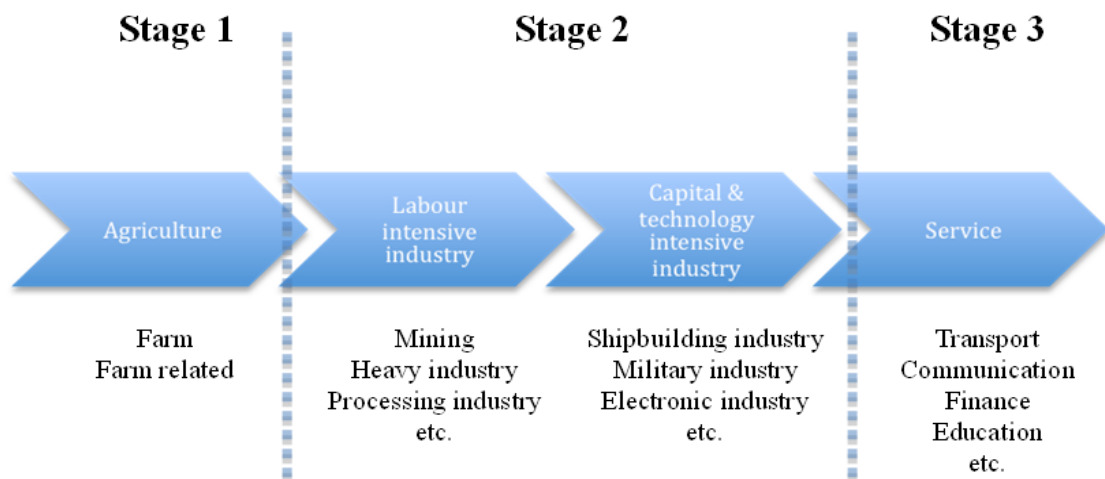 Stage 1
Stage 2
Stage 3
Agriculture
Labour
intensive
industry
Capital &
technology
intensive
industry
Service
Farm
Farm related
Mining
Heavy industry
Processing industry
etc.
Shipbuilding industry
Military industry
Electronic industry
etc.
Transport
Communication
Finance
Education
etc.